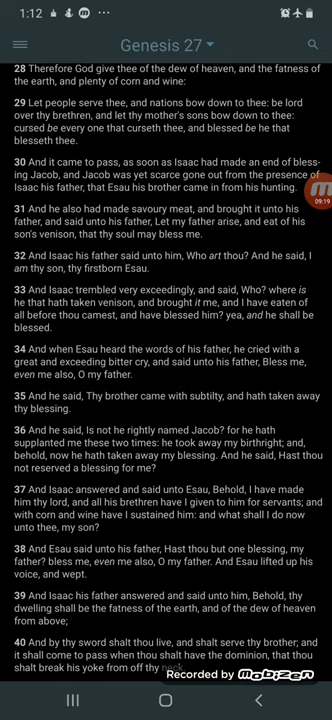 1:12
Genesis 27
28 Therefore God give thee of the dew of heaven, and the fatness of
the earth, and plenty of corn and wine:
29 Let people serve thee, and nations bow down to thee: be lord
over thy brethren, and let thy mother's sons bow down to thee:
cursed be every one that curseth thee, and blessed be he that
blesseth thee.
30 And it came to pass, as soon as Isaac had made an end of bless-
ing Jacob, and Jacob was yet scarce gone out from the presence of
Isaac his father, that Esau his brother came in from his hunting.
09:19
31 And he also had made savoury meat, and brought it unto his
father, and said unto his father, Let my father arise, and eat of his
son's venison, that thy soul may bless me.
32 And Isaac his father said unto him, Who art thou? And he said, I
am thy son, thy firstborn Esau.
33 And Isaac trembled very exceedingly, and said, Who? where is
he that hath taken venison, and brought it me, and I have eaten of
all before thou camest, and have blessed him? yea, and he shall be
blessed.
34 And when Esau heard the words of his father, he cried with a
great and exceeding bitter cry, and said unto his father, Bless me,
even me also, O my father.
35 And he said, Thy brother came with subtilty, and hath taken away
thy blessing.
36 And he said, Is not he rightly named Jacob? for he hath
supplanted me these two times: he took away my birthright; and,
behold, now he hath taken away my blessing. And he said, Hast thou
not reserved a blessing for me?
37 And Isaac answered and said unto Esau, Behold, I have made
him thy lord, and all his brethren have I given to him for servants; and
with corn and wine have I sustained him: and what shall I do now
unto thee, my son?
38 And Esau said unto his father, Hast thou but one blessing, my
father? bless me, even me also, O my father. And Esau lifted up his
voice, and wept.
39 And Isaac his father answered and said unto him, Behold, thy
dwelling shall be the fatness of the earth, and of the dew of heaven
from above;
40 And by thy sword shalt thou live, and shalt serve thy brother; and
it shall come to pass when thou shalt have the dominion, that thou
shalt break his yoke from off thy neck.
Recorded by Mobizen